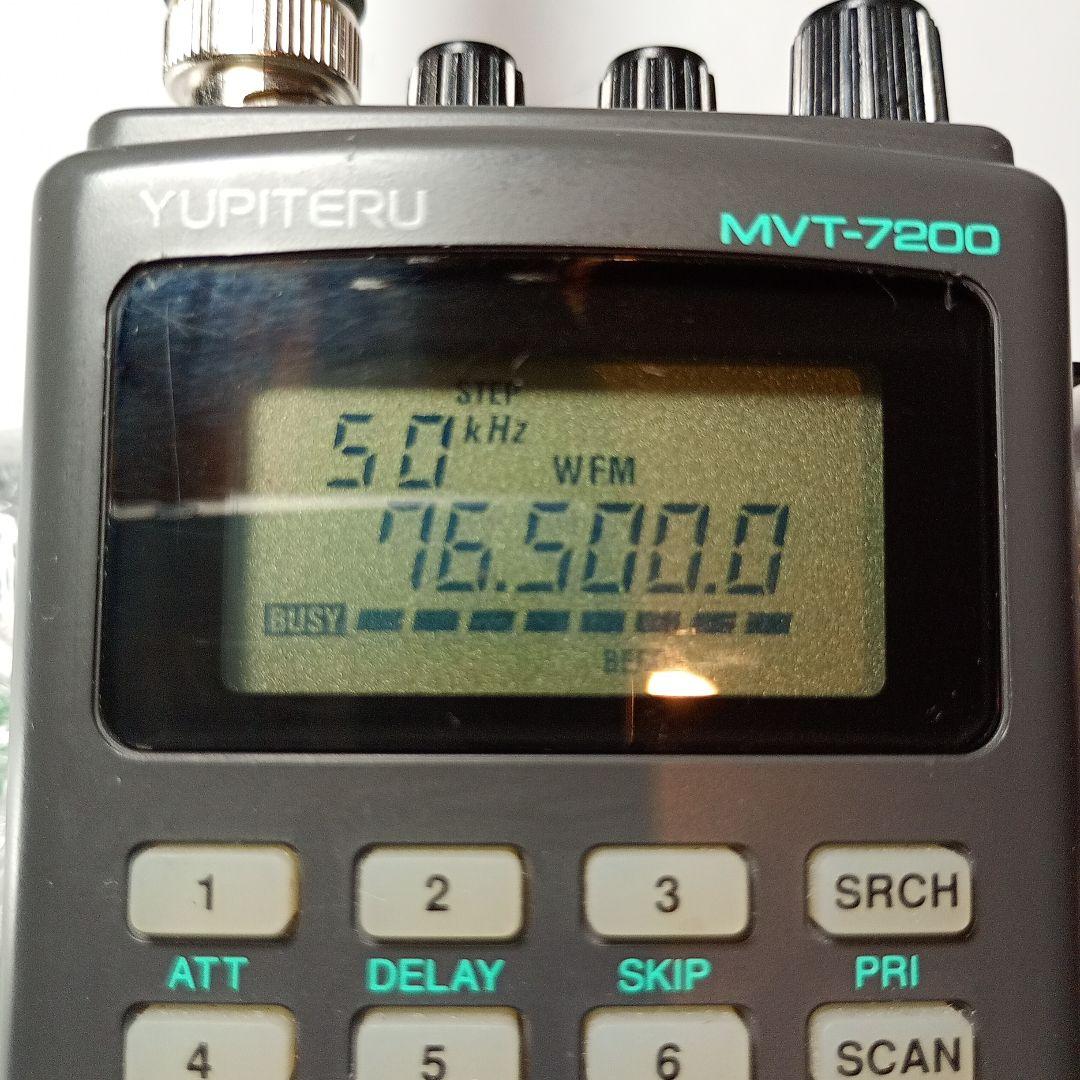 YUPITERU
MVT-7200
STEP
50 kHz
WFM
76.500.0
BUSY
1 2 3 SRCH
ATT DELAY SKIP PRI
4 5 6 SCAN